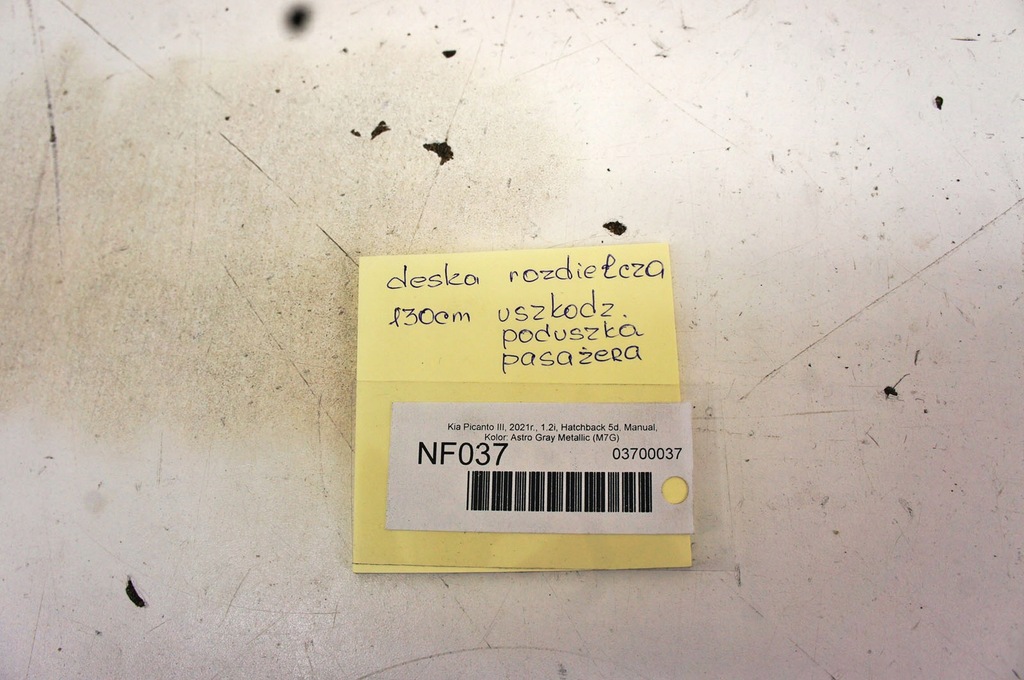 deska rozdiełcza
130cm uszkodz.
poduszka
pasażera
Kia Picanto III, 2021r., 1.2i, Hatchback 5d, Manual,
Kolor: Astro Gray Metallic (M7G)
NF037 03700037